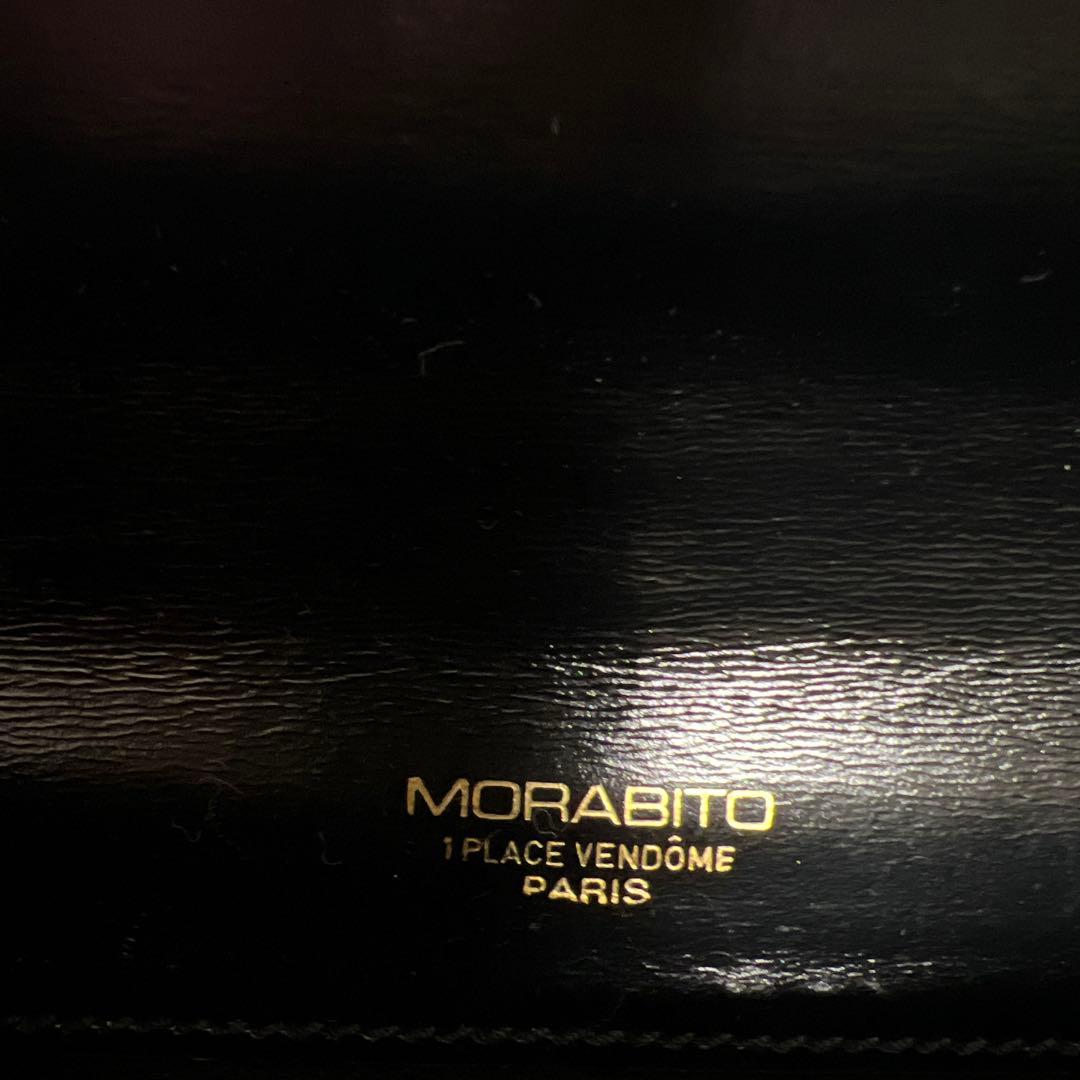 MORABITO
1 PLACE VENDÔME
PARIS